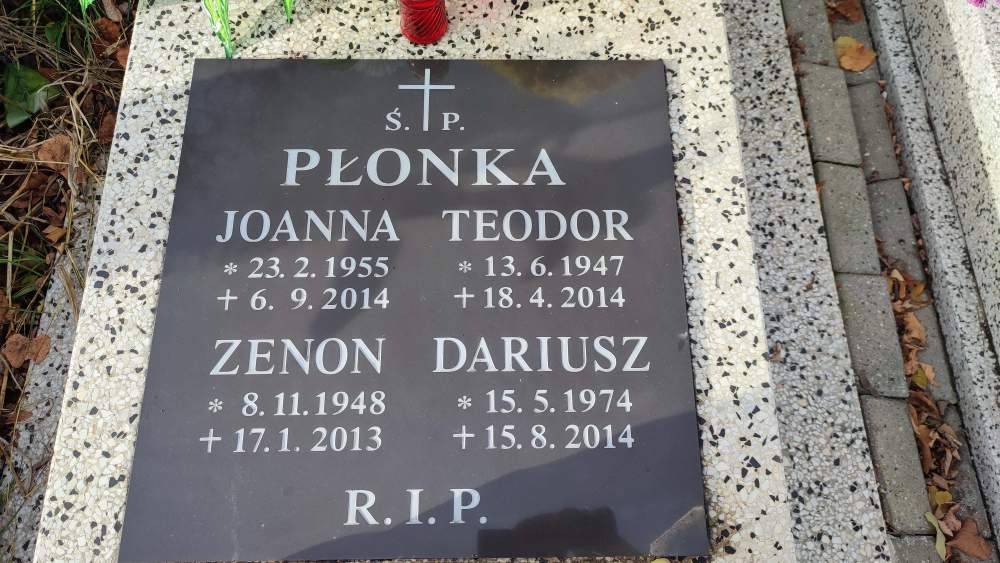 Ś. P.
PŁONKA
JOANNA TEODOR
* 23. 2. 1955 * 13. 6. 1947
+ 6. 9. 2014 + 18. 4. 2014
ZENON DARIUSZ
* 8. 11. 1948 * 15. 5. 1974
+ 17. 1. 2013 + 15. 8. 2014
R. I. P.